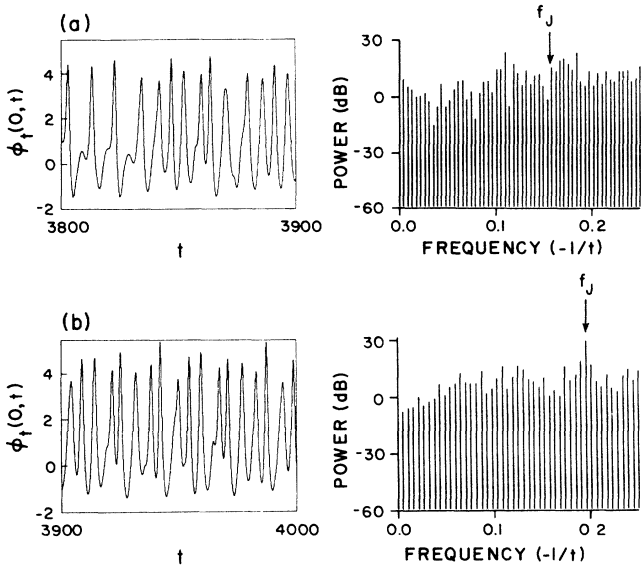 (a)
ϕt(0,t)
4
2
0
-2
3800
3900
t
fJ
POWER (dB)
30
0
-30
-60
0.0
0.1
0.2
FREQUENCY (-1/t)
(b)
ϕt(0,t)
4
2
0
-2
3900
4000
t
fJ
POWER (dB)
30
0
-30
-60
0.0
0.1
0 2
FREQUENCY (-1/t)